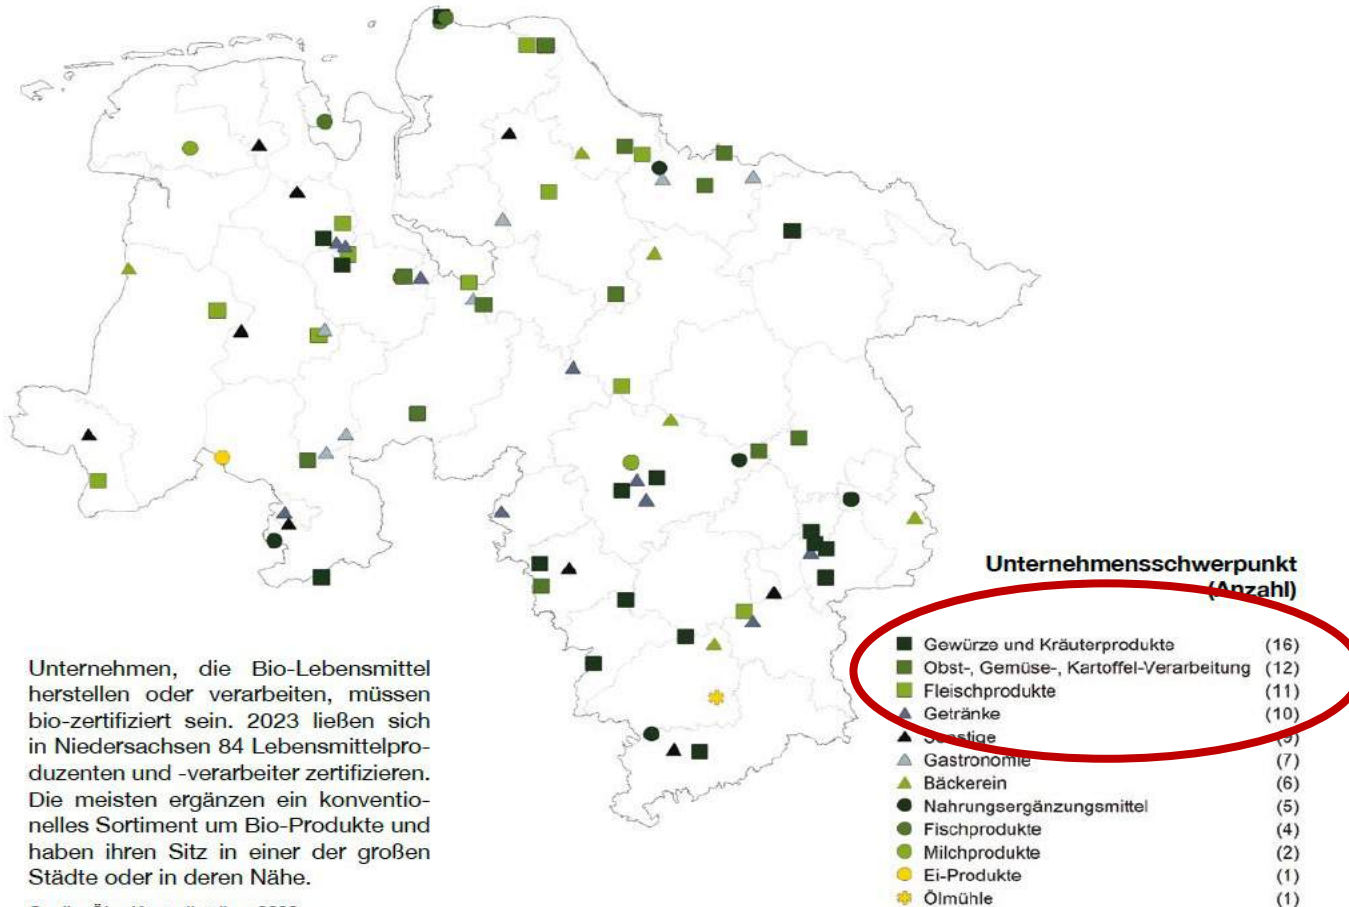 Unternehmensschwerpunkt
(Anzahl)
Gewürze und Kräuterprodukte (16)
Obst-, Gemüse-, Kartoffel-Verarbeitung (12)
Fleischprodukte (11)
Getränke (10)
Sonstige (9)
Gastronomie (7)
Bäckerein (6)
Nahrungsergänzungsmittel (5)
Fischprodukte (4)
Milchprodukte (2)
Ei-Produkte (1)
Ölmühle (1)
Unternehmen, die Bio-Lebensmittel
herstellen oder verarbeiten, müssen
bio-zertifiziert sein. 2023 ließen sich
in Niedersachsen 84 Lebensmittelpro-
duzenten und -verarbeiter zertifizieren.
Die meisten ergänzen ein konventio-
nelles Sortiment um Bio-Produkte und
haben ihren Sitz in einer der großen
Städte oder in deren Nähe.